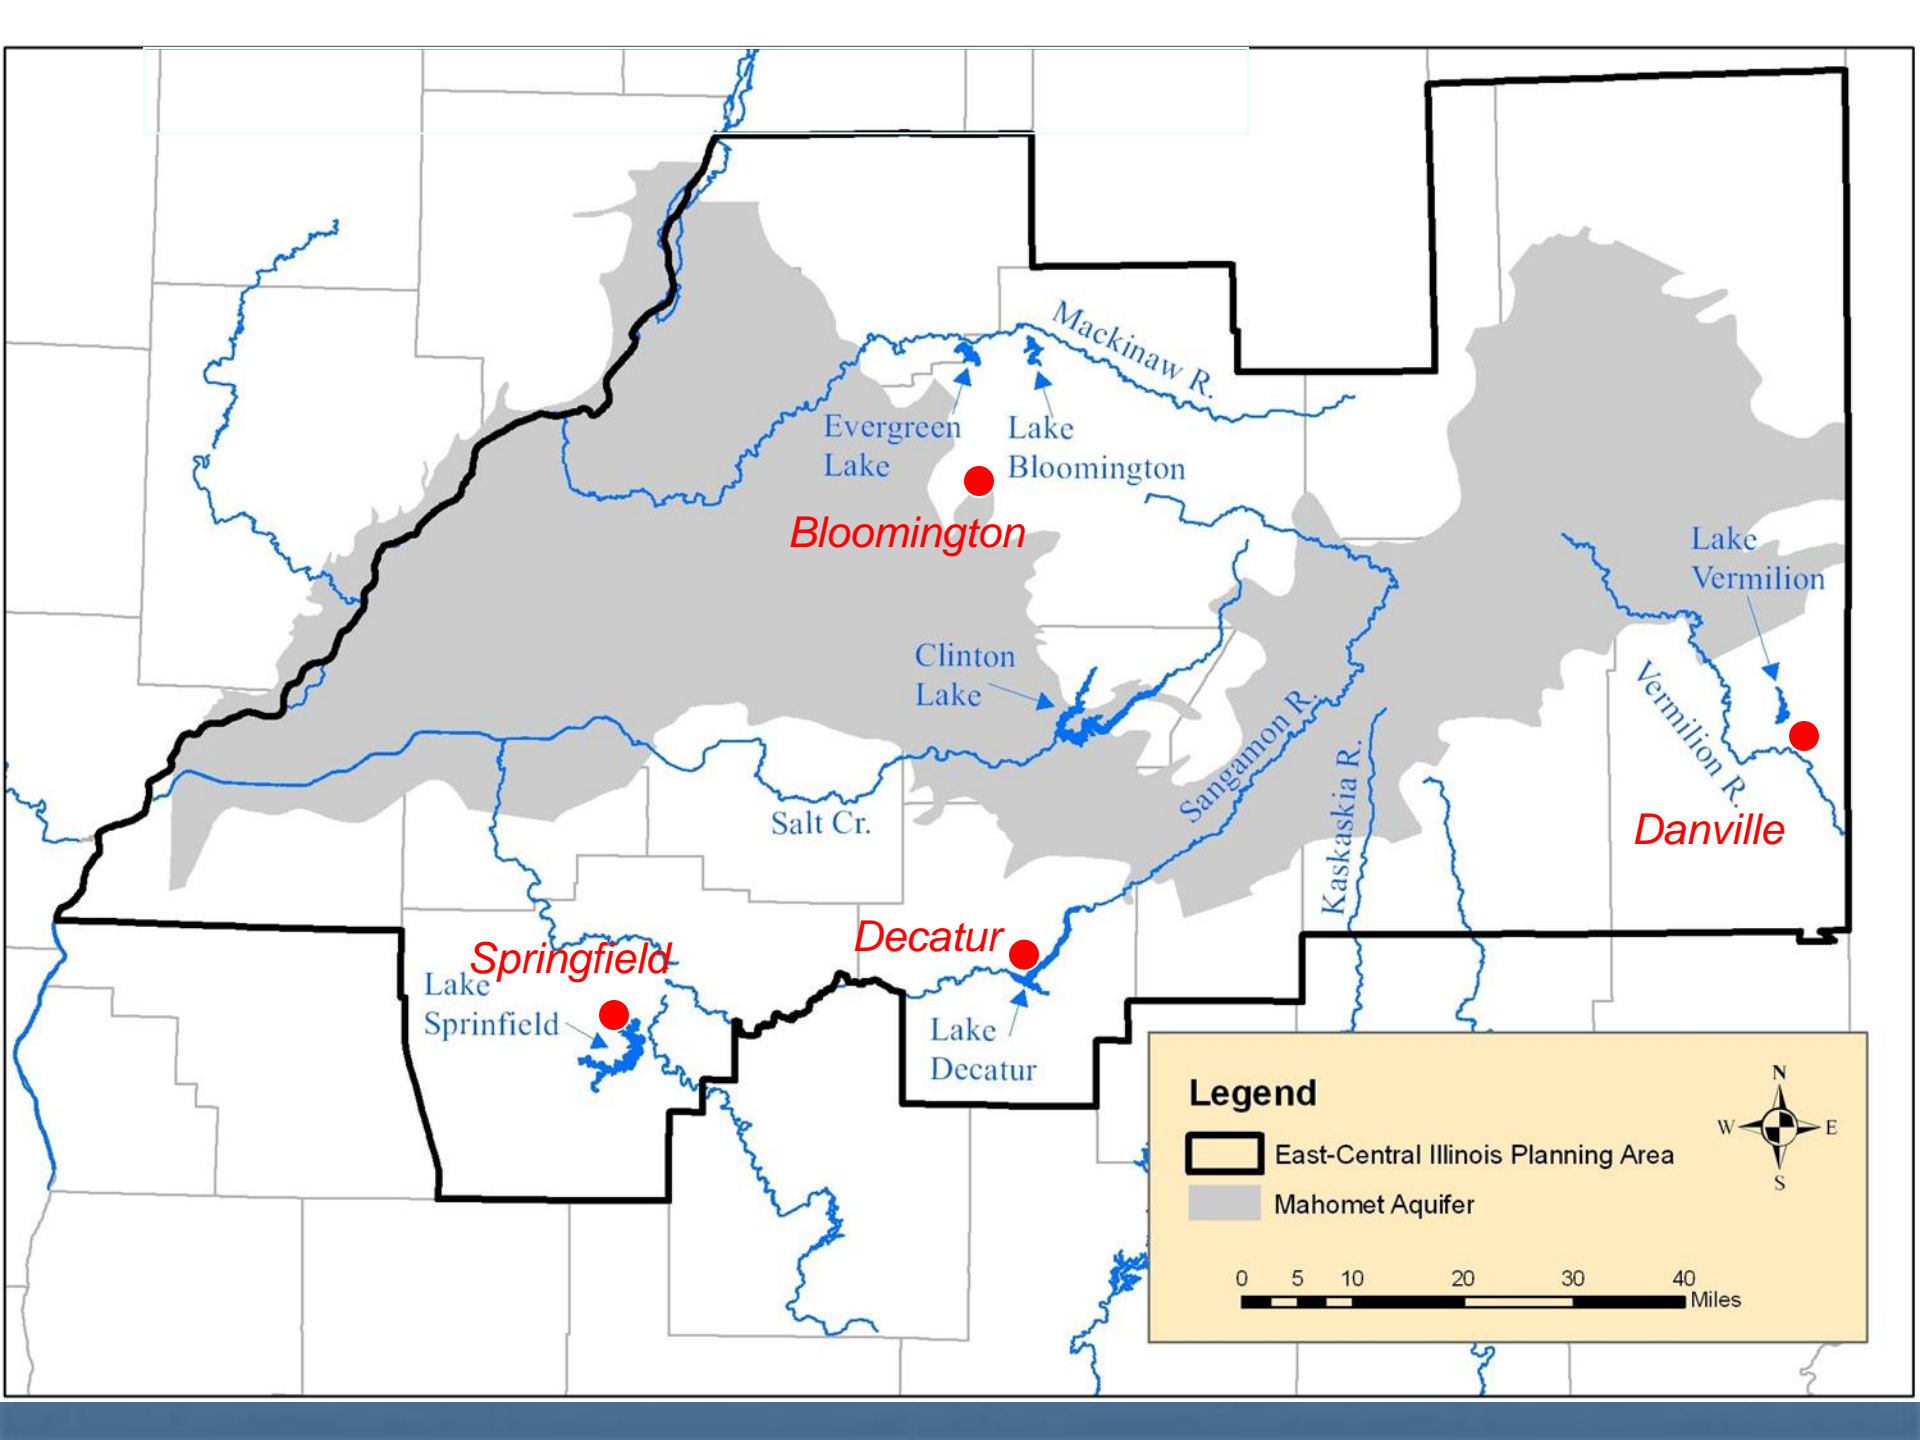 Mackinaw R.
Evergreen
Lake
Lake
Bloomington
Bloomington
Lake
Vermilion
Clinton
Lake
Sangamon R.
Vermilion R.
Kaskaskia R.
Salt Cr.
Danville
Decatur
Springfield
Lake
Sprinfield
Lake
Decatur
Legend
East-Central Illinois Planning Area
Mahomet Aquifer
N
W E
S
0 5 10 20 30 40
Miles